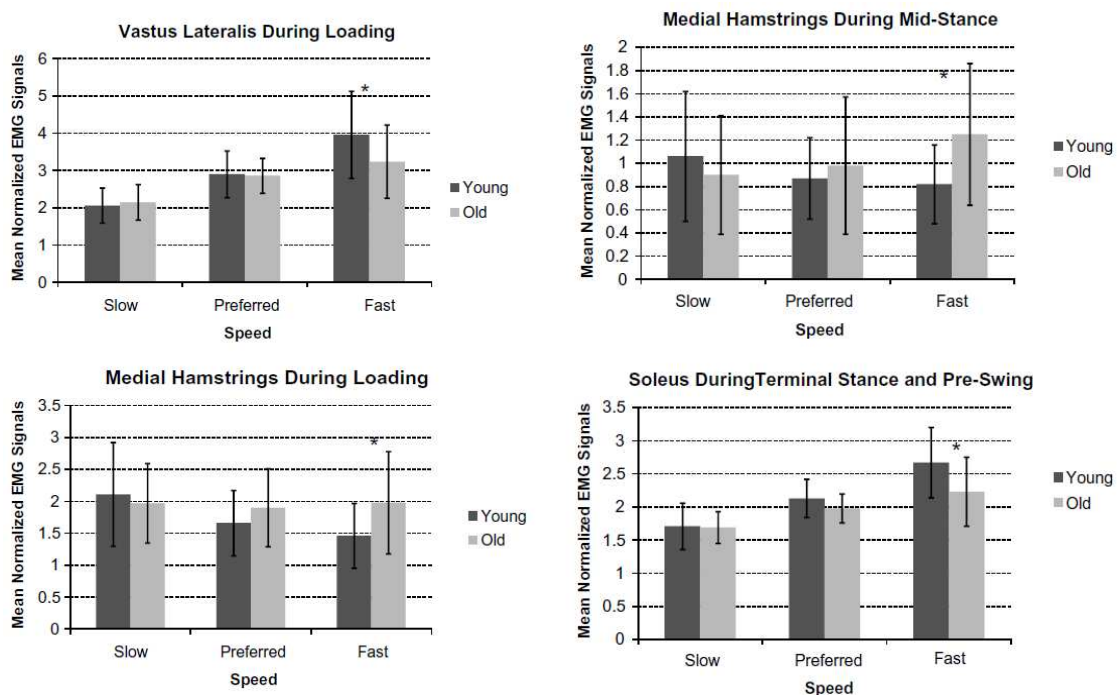 Vastus Lateralis During Loading
Mean Normalized EMG Signals
6
5
4
3
2
1
0
*
Slow Preferred Fast
Speed
Young
Old
Medial Hamstrings During Mid-Stance
Mean Normalized EMG Signals
2
1.8
1.6
1.4
1.2
1
0.8
0.6
0.4
0.2
0
*
Slow Preferred Fast
Speed
Young
Old
Medial Hamstrings During Loading
Mean Normalized EMG Signals
3.5
3
2.5
2
1.5
1
0.5
0
*
Slow Preferred Fast
Speed
Young
Old
Soleus DuringTerminal Stance and Pre-Swing
Mean Normalized EMG Signals
3.5
3
2.5
2
1.5
1
0.5
0
*
Slow Preferred Fast
Speed
Young
Old